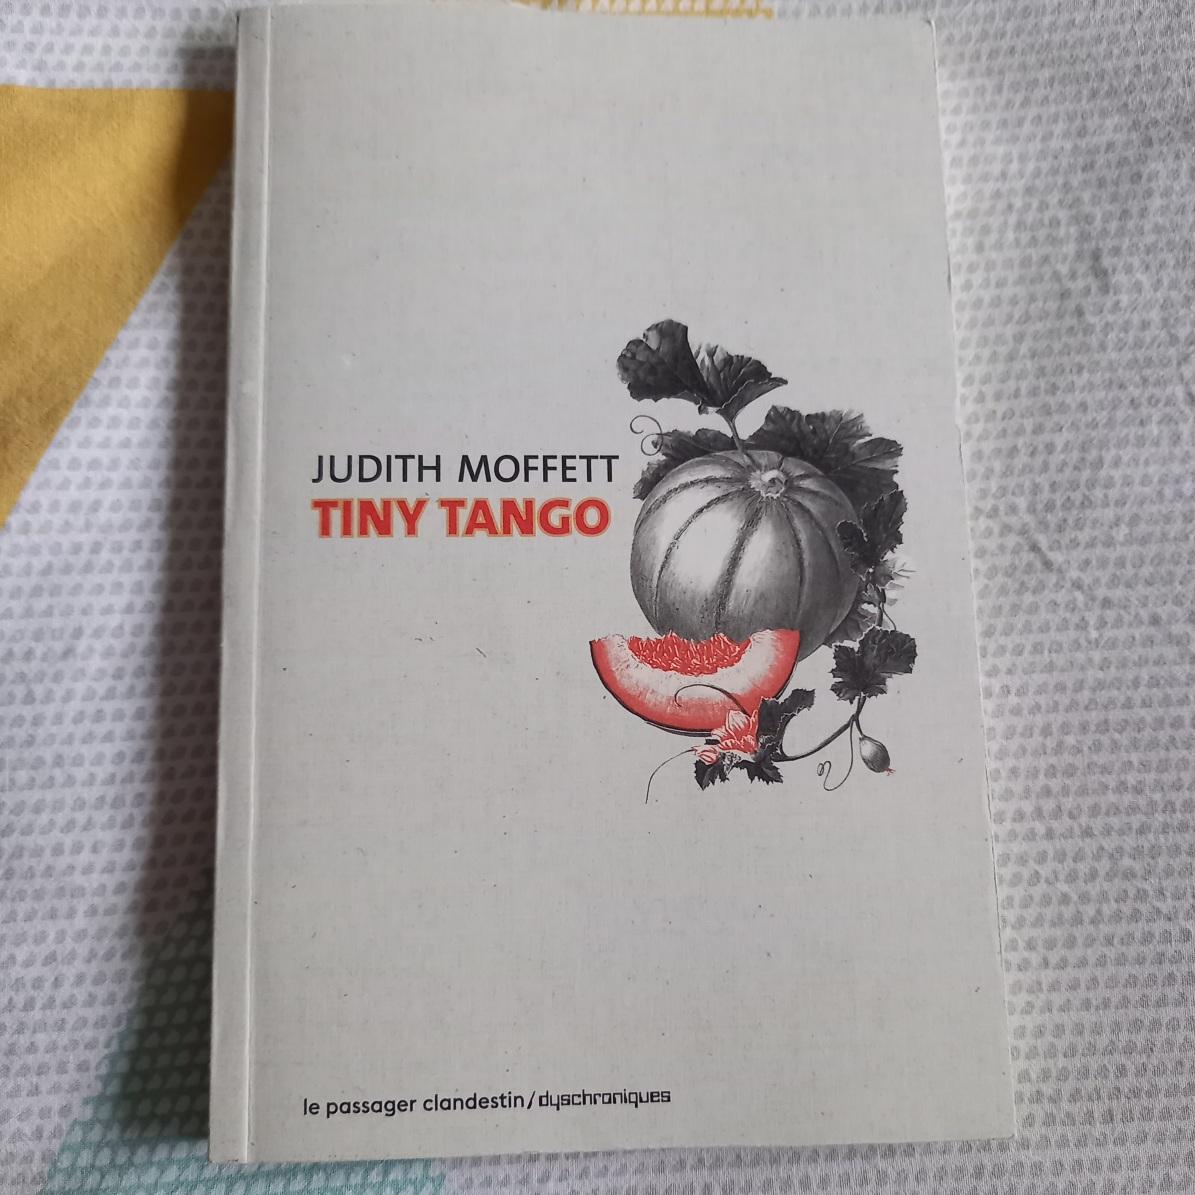 JUDITH MOFFETT
TINY TANGO
le passager clandestin/dyschroniques